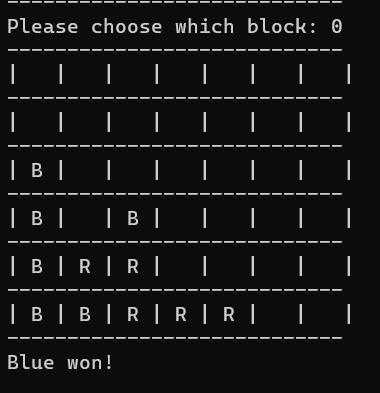 ----------------------------
Please choose which block: 0
----------------------------
|   |   |   |   |   |   |   |
----------------------------
|   |   |   |   |   |   |   |
----------------------------
| B |   |   |   |   |   |   |
----------------------------
| B |   | B |   |   |   |   |
----------------------------
| B | R | R |   |   |   |   |
----------------------------
| B | B | R | R | R |   |   |
----------------------------
Blue won!